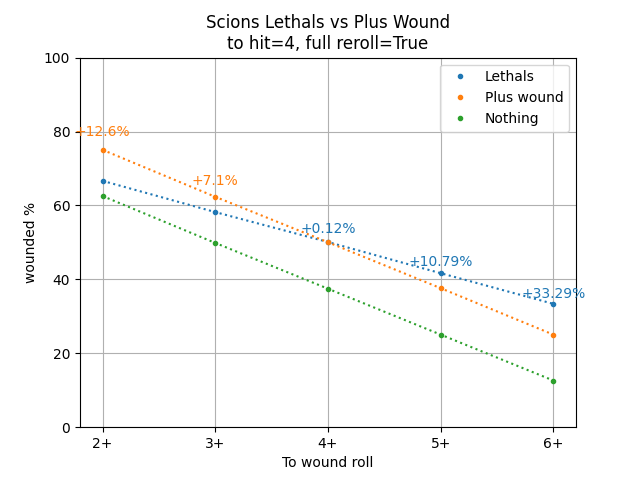 Scions Lethals vs Plus Wound
to hit=4, full reroll=True
Lethals
Plus wound
Nothing
100
80
60
40
20
0
wounded %
+12.6%
+7.1%
+0.12%
+10.79%
+33.29%
2+
3+
4+
5+
6+
To wound roll